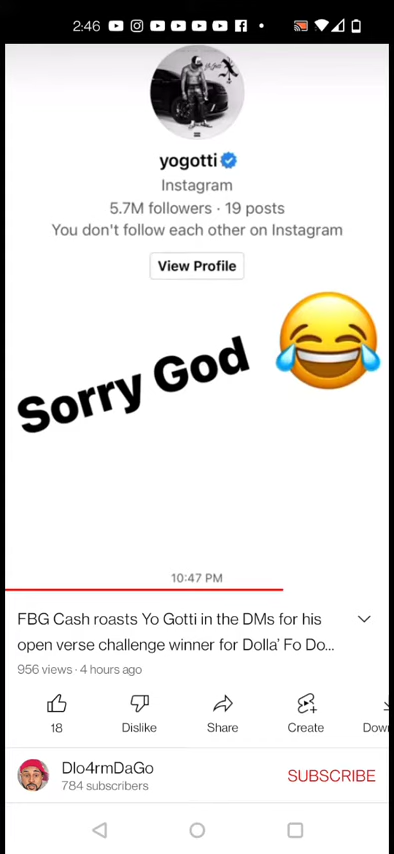 2:46
yogotti
Instagram
5.7M followers · 19 posts
You don't follow each other on Instagram
View Profile
Sorry God
10:47 PM
FBG Cash roasts Yo Gotti in the DMs for his
open verse challenge winner for Dolla' Fo Do...
956 views · 4 hours ago
18
Dislike
Share
Create
Dow
Dlo4rmDaGo
784 subscribers
SUBSCRIBE